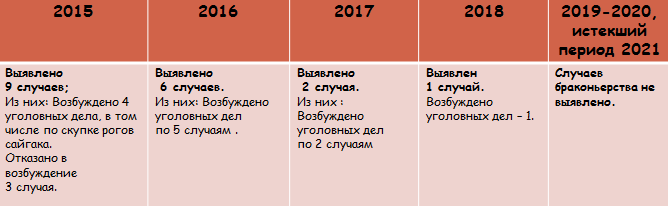 2015
2016
2017
2018
2019-2020,
истекший
период 2021
Выявлено
9 случаев;
Из них: Возбуждено 4
уголовных дела, в том
числе по скупке рогов
сайгака.
Отказано в
возбуждение
3 случая.
Выявлено
6 случаев.
Из них: Возбуждено
уголовных дел
по 5 случаям .
Выявлено
2 случая.
Из них :
Возбуждено
уголовных дел
по 2 случаям
Выявлен
1 случай.
Возбуждено
уголовных дел – 1.
Случаев
браконьерства не
выявлено.